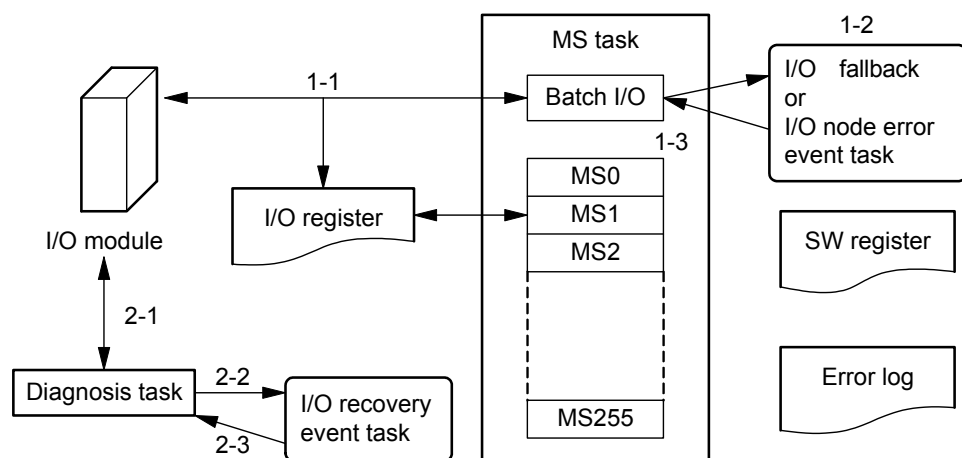 MS task
1-2
1-1
Batch I/O
I/O fallback
or
I/O node error
event task
1-3
MS0
MS1
MS2
I/O register
I/O module
SW register
2-1
Diagnosis task
2-2
2-3
I/O recovery
event task
MS255
Error log